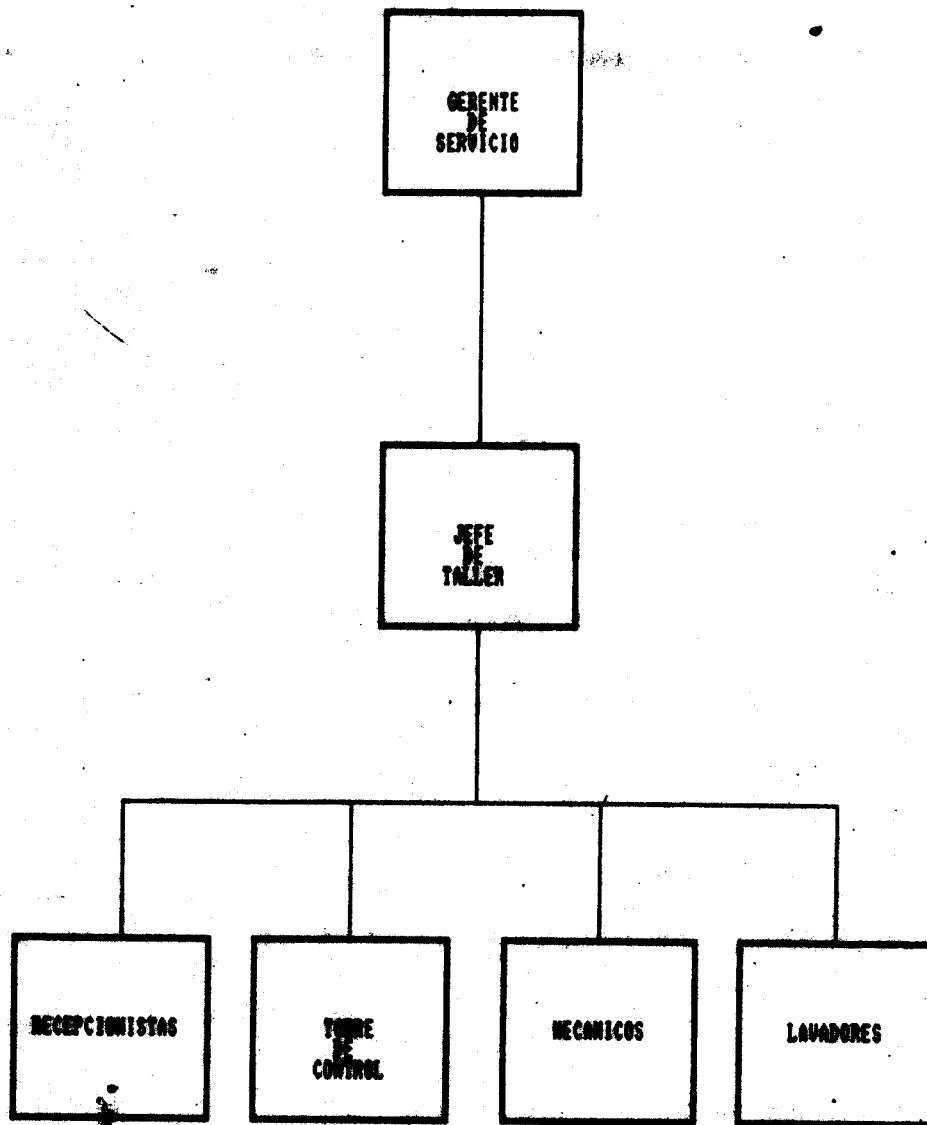 GERENTE
DE
SERVICIO
JEFE
DE
TALLER
RECEPCIONISTAS
TORRE
DE
CONTROL
MECANICOS
LAVADORES